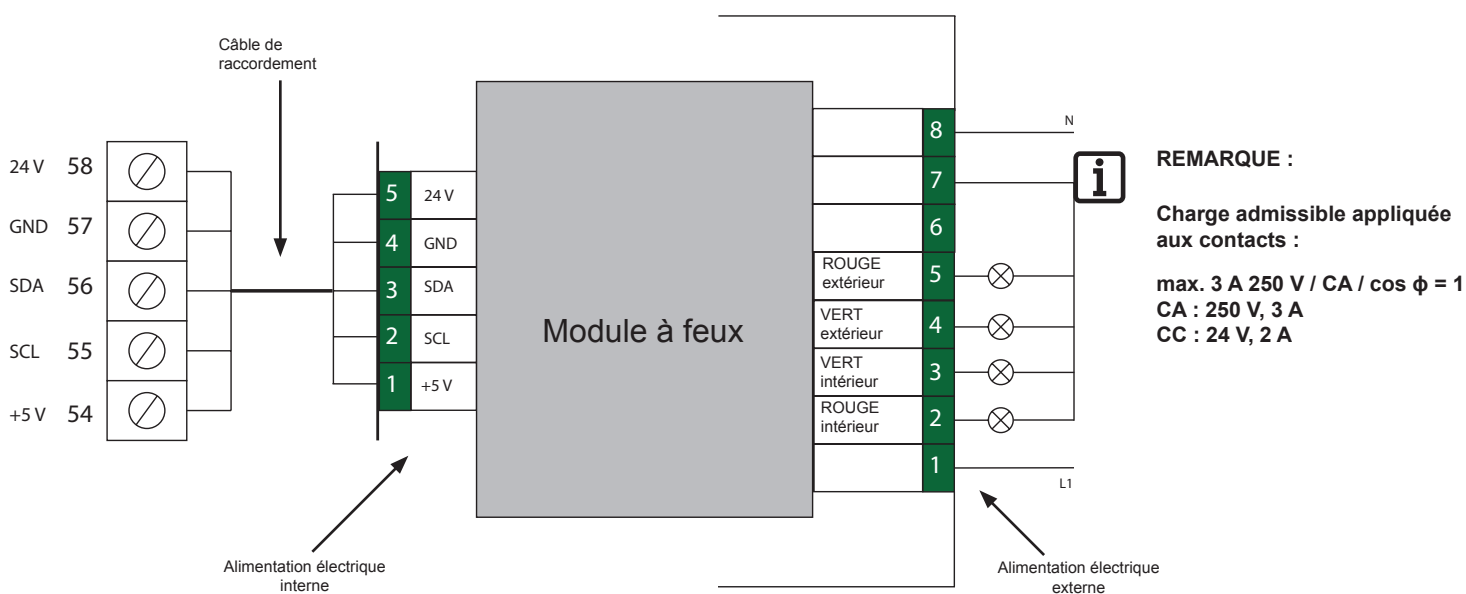 Câble de
raccordement
24 V 58
GND 57
SDA 56
SCL 55
+5 V 54
5 24 V
4 GND
3 SDA
2 SCL
1 +5 V
Alimentation électrique
interne
Module à feux
8 N
7
6
ROUGE
extérieur 5
VERT
extérieur 4
VERT
intérieur 3
ROUGE
intérieur 2
1 L1
Alimentation électrique
externe
i
REMARQUE :
Charge admissible appliquée
aux contacts :
max. 3 A 250 V / CA / cos ϕ = 1
CA : 250 V, 3 A
CC : 24 V, 2 A